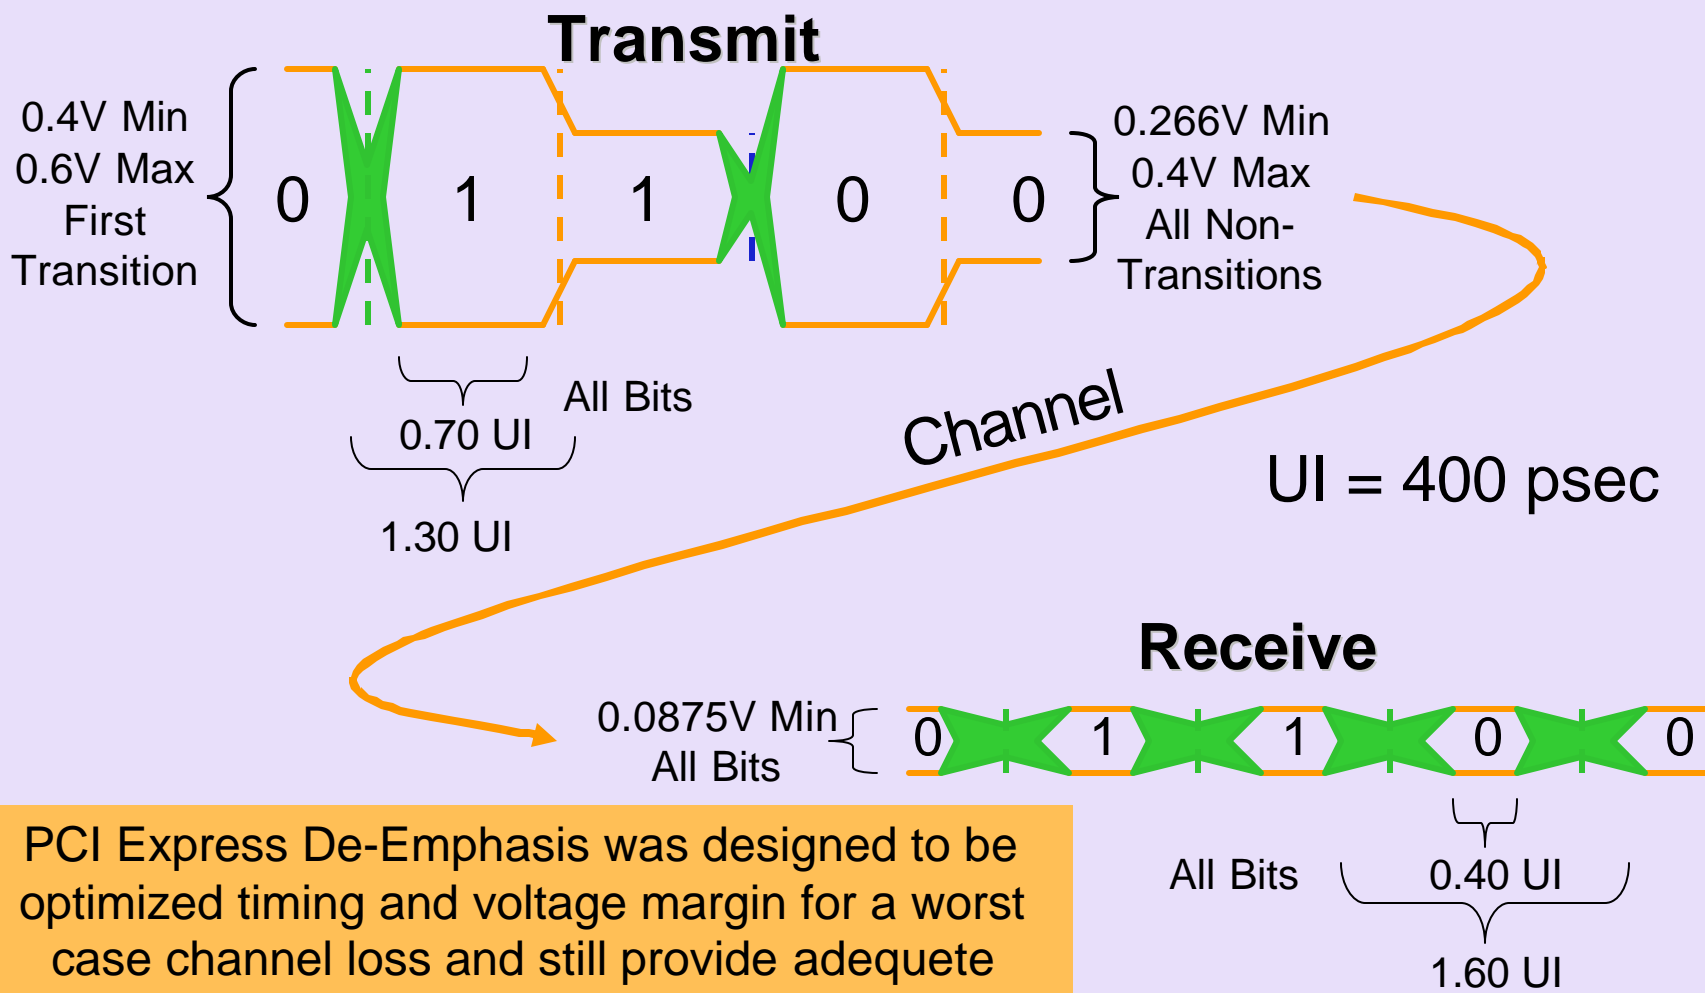 Transmit
0.4V Min
0.6V Max
First
Transition
0
1
1
0
0
0.266V Min
0.4V Max
All Non-
Transitions
All Bits
0.70 UI
1.30 UI
Channel
UI = 400 psec
Receive
0.0875V Min
All Bits
0
1
1
0
0
All Bits
0.40 UI
1.60 UI
PCI Express De-Emphasis was designed to be
optimized timing and voltage margin for a worst
case channel loss and still provide adequete